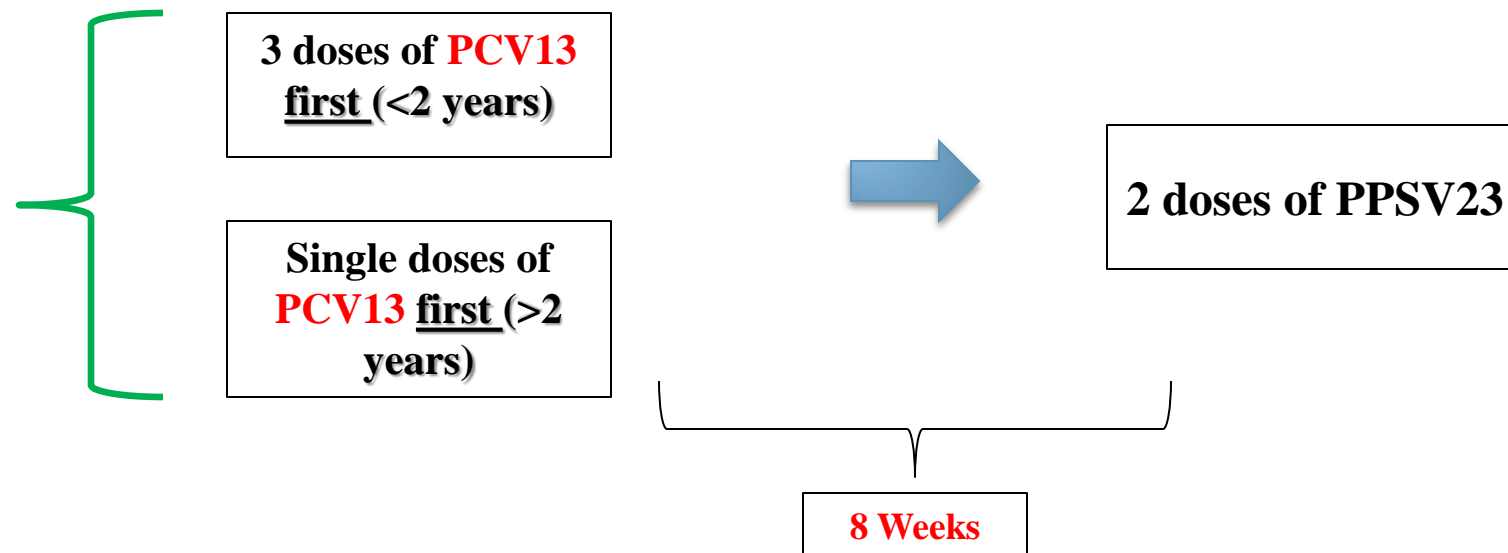 3 doses of PCV13
first (<2 years)
Single doses of
PCV13 first (>2
years)
2 doses of PPSV23
8 Weeks